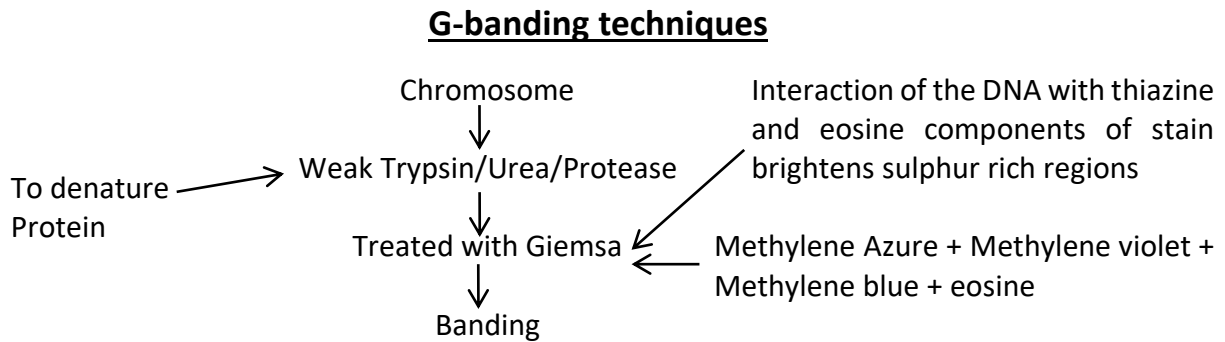 G-banding techniques
Chromosome
Interaction of the DNA with thiazine
and eosine components of stain
brightens sulphur rich regions
Weak Trypsin/Urea/Protease
To denature
Protein
Treated with Giemsa
Methylene Azure + Methylene violet +
Methylene blue + eosine
Banding